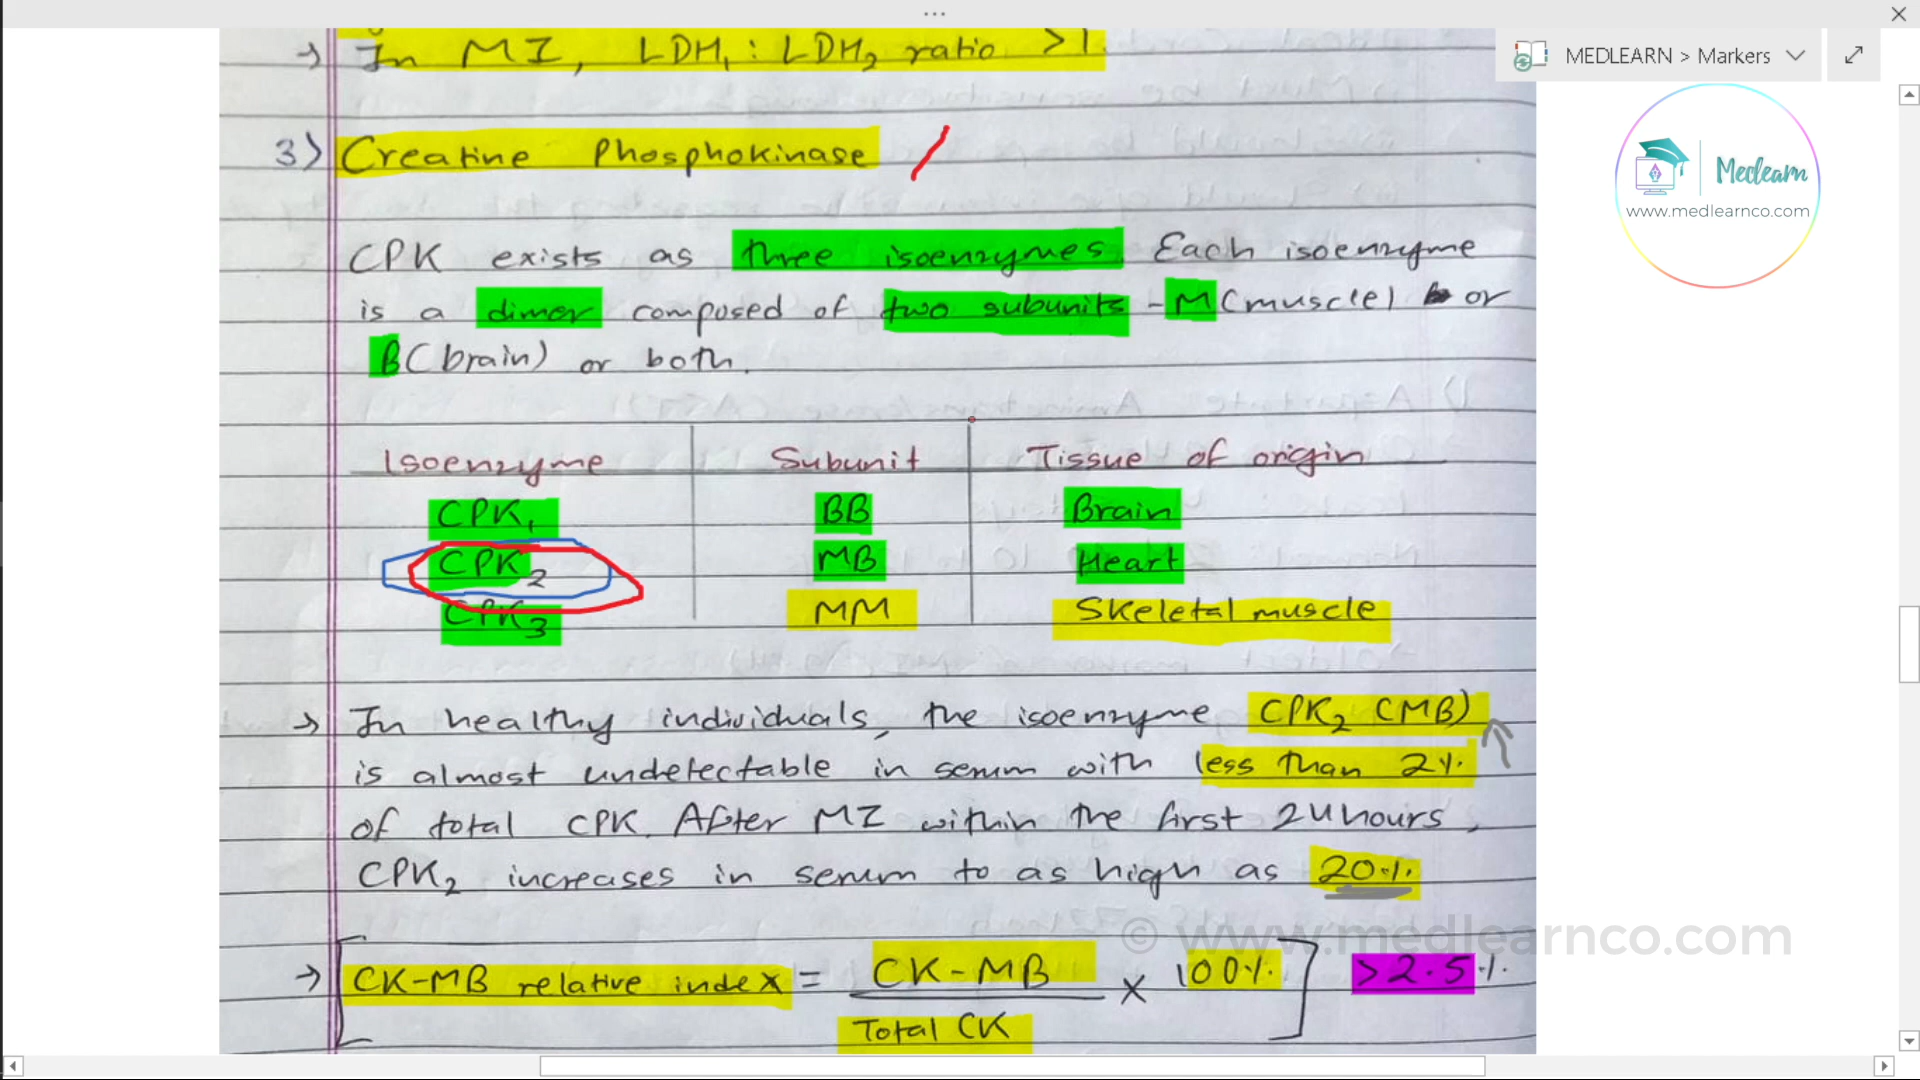 MEDLEARN > Markers
→ In MI, LDH₁ : LDH₂ ratio >1.
3) Creatine Phosphokinase
Medlearn
www.medlearnco.com
CPK exists as three isoenzymes. Each isoenzyme
is a dimer composed of two subunits - M(muscle) or
B(brain) or both.
Isoenzyme Subunit Tissue of origin
CPK₁ BB Brain
CPK₂ MB Heart
CPK₃ MM Skeletal muscle
→ In healthy individuals, the isoenzyme CPK₂ (MB)
is almost undetectable in serum with less than 2%
of total CPK. After MI within the first 24 hours,
CPK₂ increases in serum to as high as 20%.
© www.medlearnco.com
→ [CK-MB relative index = CK-MB / Total CK × 100%] >2.5%.